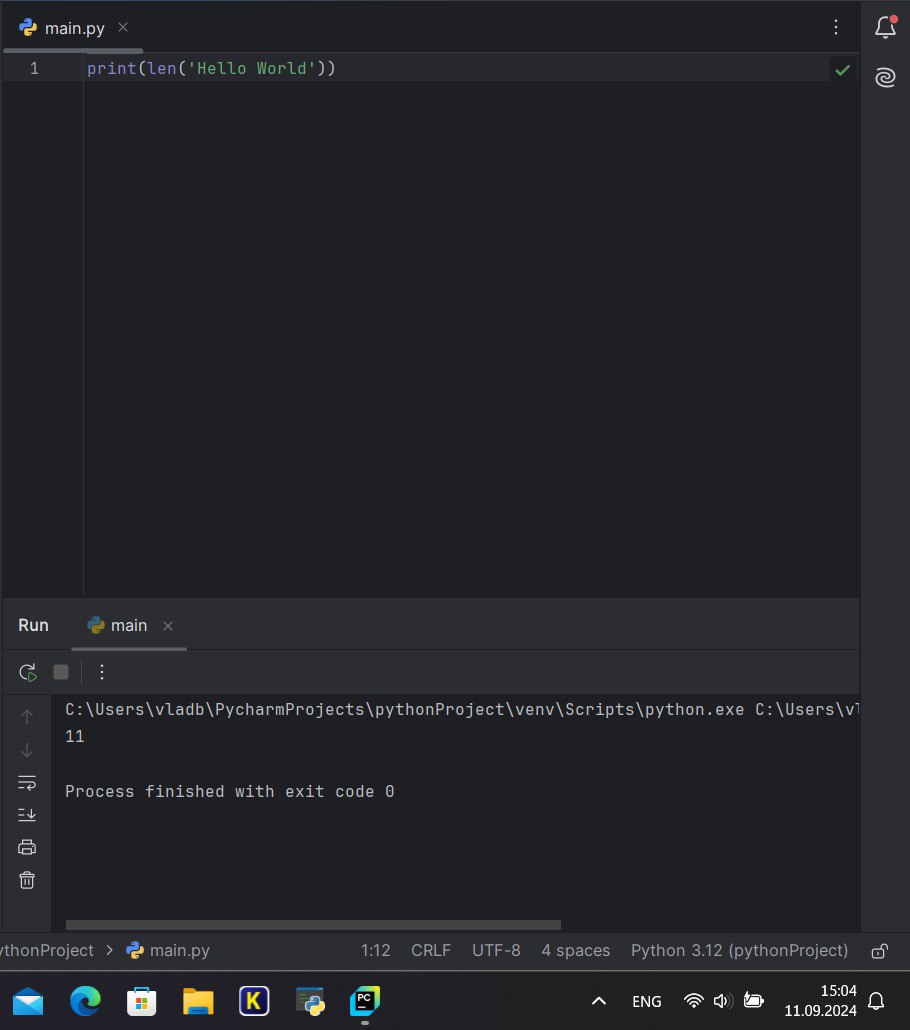 main.py
1 print(len('Hello World'))
Run main
C:\Users\vladb\PycharmProjects\pythonProject\venv\Scripts\python.exe C:\Users\
11
Process finished with exit code 0
ythonProject > main.py 1:12 CRLF UTF-8 4 spaces Python 3.12 (pythonProject)
K PC ENG 15:04
11.09.2024